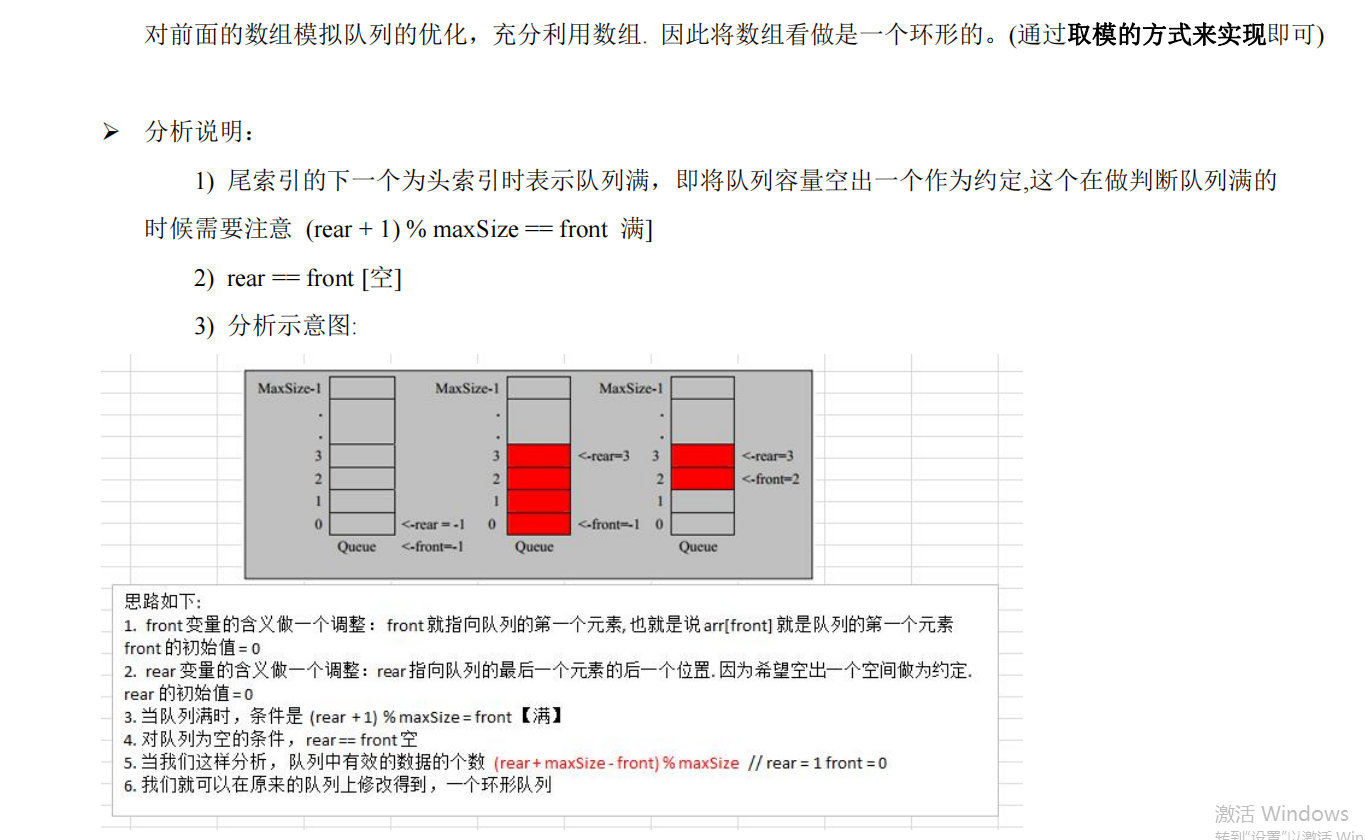 对前面的数组模拟队列的优化，充分利用数组. 因此将数组看做是一个环形的。(通过取模的方式来实现即可)
➢ 分析说明：
1) 尾索引的下一个为头索引时表示队列满，即将队列容量空出一个作为约定,这个在做判断队列满的
时候需要注意 (rear + 1) % maxSize == front 满]
2) rear == front [空]
3) 分析示意图:
MaxSize-1 MaxSize-1 MaxSize-1
. . .
. . .
3 3 <-rear=3 3 <-rear=3
2 2 2 <-front=2
1 1 1
0 <-rear = -1 0 <-front=-1 0
Queue <-front=-1 Queue Queue
思路如下:
1. front 变量的含义做一个调整： front 就指向队列的第一个元素, 也就是说 arr[front] 就是队列的第一个元素
front 的初始值 = 0
2. rear 变量的含义做一个调整：rear 指向队列的最后一个元素的后一个位置. 因为希望空出一个空间做为约定.
rear 的初始值 = 0
3. 当队列满时，条件是 (rear + 1) % maxSize = front 【满】
4. 对队列为空的条件， rear == front 空
5. 当我们这样分析， 队列中有效的数据的个数 (rear + maxSize - front) % maxSize // rear = 1 front = 0
6. 我们就可以在原来的队列上修改得到，一个环形队列
激活 Windows
转到"设置"以激活 Win